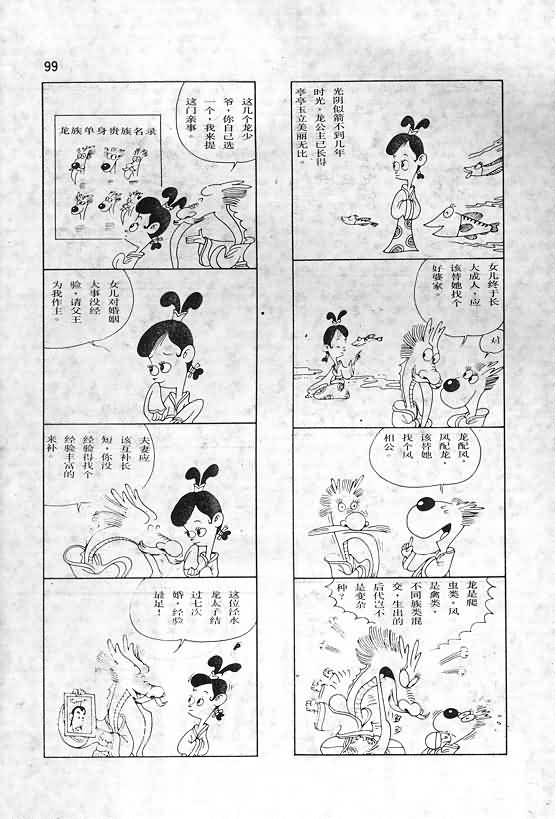 99
光阴似箭不到几年
时光。龙公主已长得
亭亭玉立美丽无比。
女儿终于长
大成人，应
该替她找个
好婆家。
对
龙配凤，
凤配龙，
该替她
找个凤
相公。
龙是爬
虫类，凤
是禽类，
不同族类混
交，生出的
后代岂不
是变杂
种？
这几个龙少
爷，你自己选
一个，我来提
这门亲事。
龙族单身贵族名录
女儿对婚姻
大事没经
验，请父王
为我作主。
夫妻应
该互补长
短，你没
经验得找个
经验丰富的
来补。
这位泾水
龙太子结
过七次
婚，经验
最足！